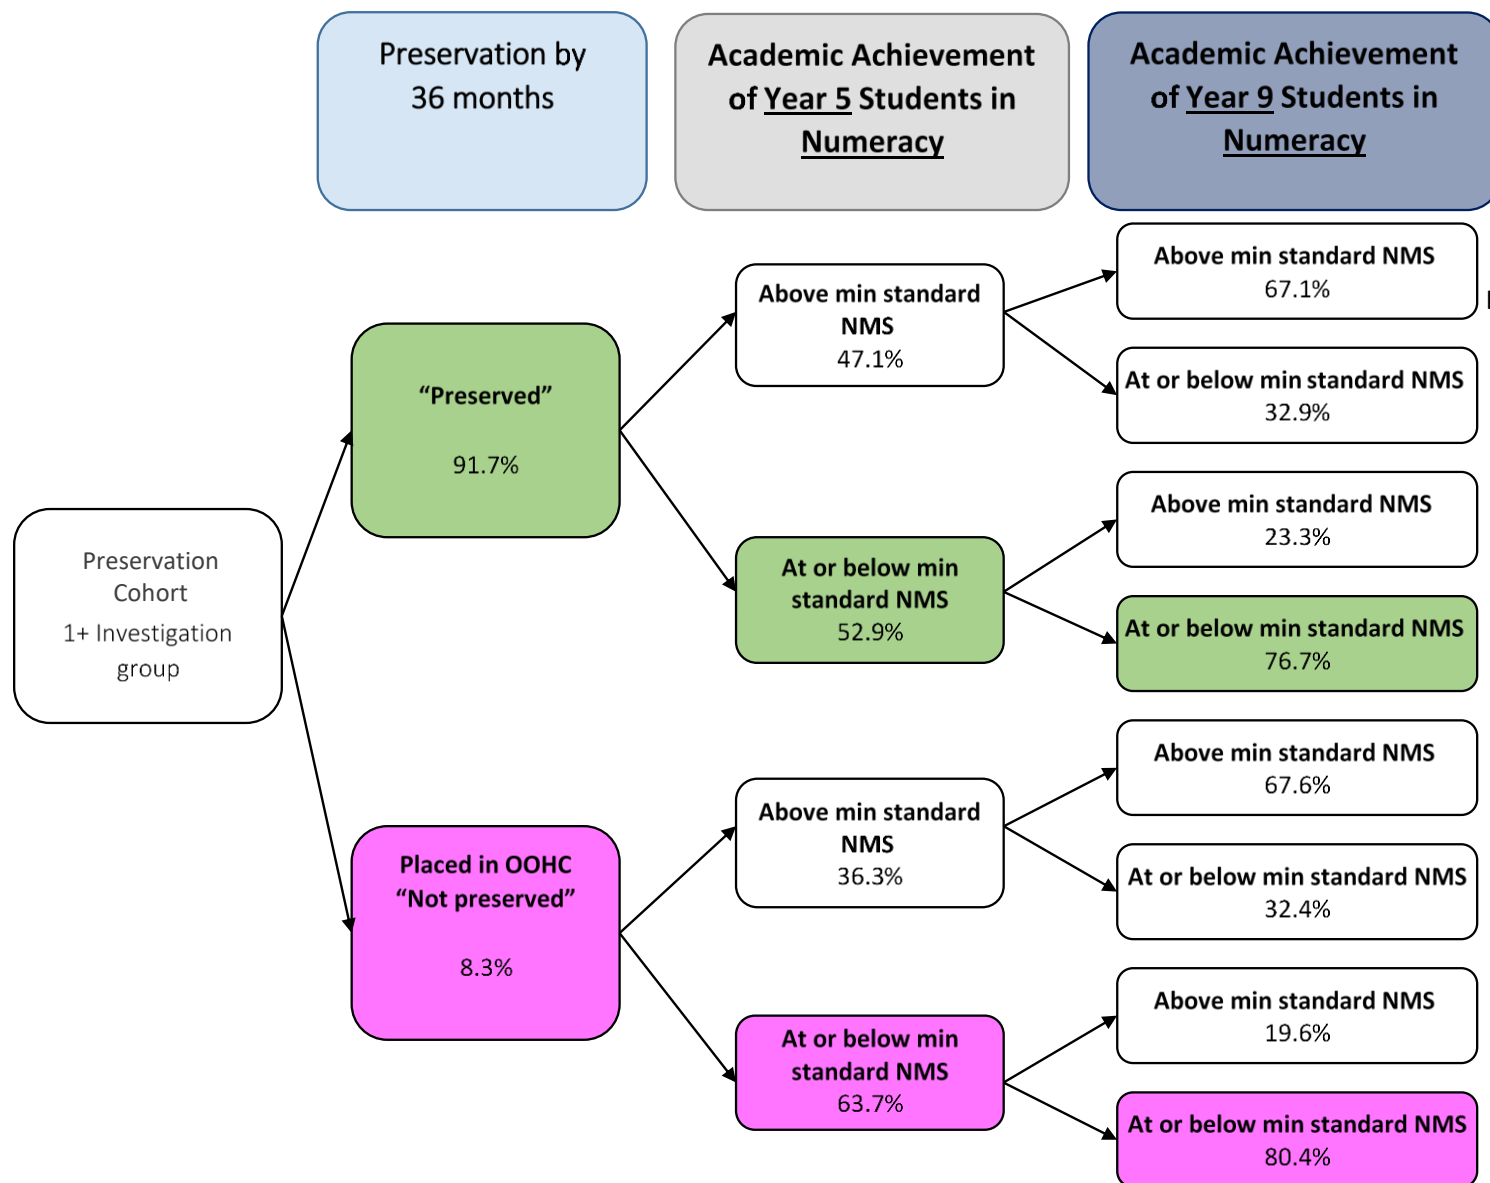 Preservation by
36 months
Academic Achievement
of Year 5 Students in
Numeracy
Academic Achievement
of Year 9 Students in
Numeracy
Preservation
Cohort
1+ Investigation
group
“Preserved”
91.7%
Placed in OOHC
“Not preserved”
8.3%
Above min standard
NMS
47.1%
At or below min
standard NMS
52.9%
Above min standard
NMS
36.3%
At or below min
standard NMS
63.7%
Above min standard NMS
67.1%
At or below min standard NMS
32.9%
Above min standard NMS
23.3%
At or below min standard NMS
76.7%
Above min standard NMS
67.6%
At or below min standard NMS
32.4%
Above min standard NMS
19.6%
At or below min standard NMS
80.4%